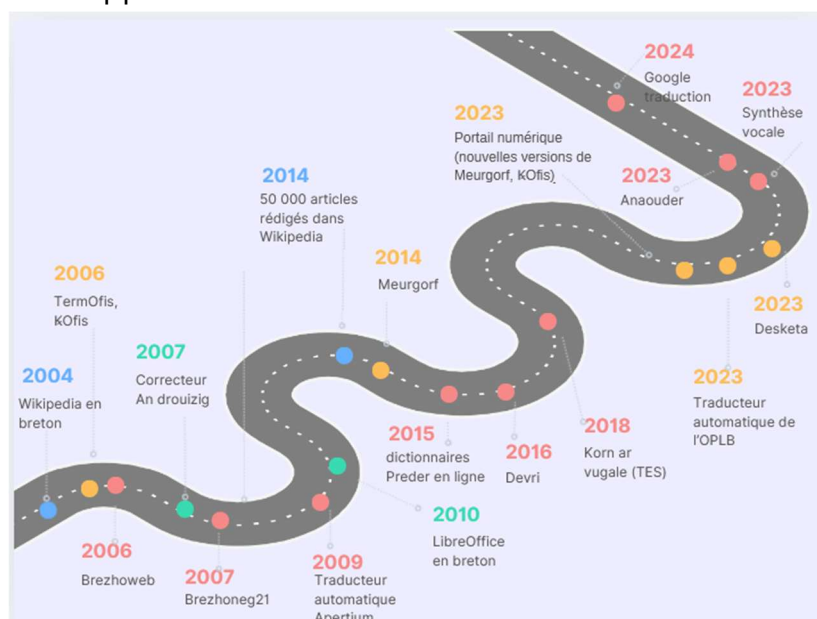 2024
Google
traduction
2023
Synthèse
vocale
2023
Portail numérique
(nouvelles versions de
Meurgorf, KOfis)
2023
Anaouder
2014
50 000 articles
rédigés dans
Wikipedia
2014
Meurgorf
2006
TermOfis,
KOfis
2023
Desketa
2007
Correcteur
An drouizig
2004
Wikipedia en
breton
2023
Traducteur
automatique de
l'OPLB
2018
Korn ar
vugale (TES)
2015
dictionnaires
Preder en ligne
2016
Devri
2010
LibreOffice
en breton
2006
Brezhoweb
2007
Brezhoneg21
2009
Traducteur
automatique
Apertium